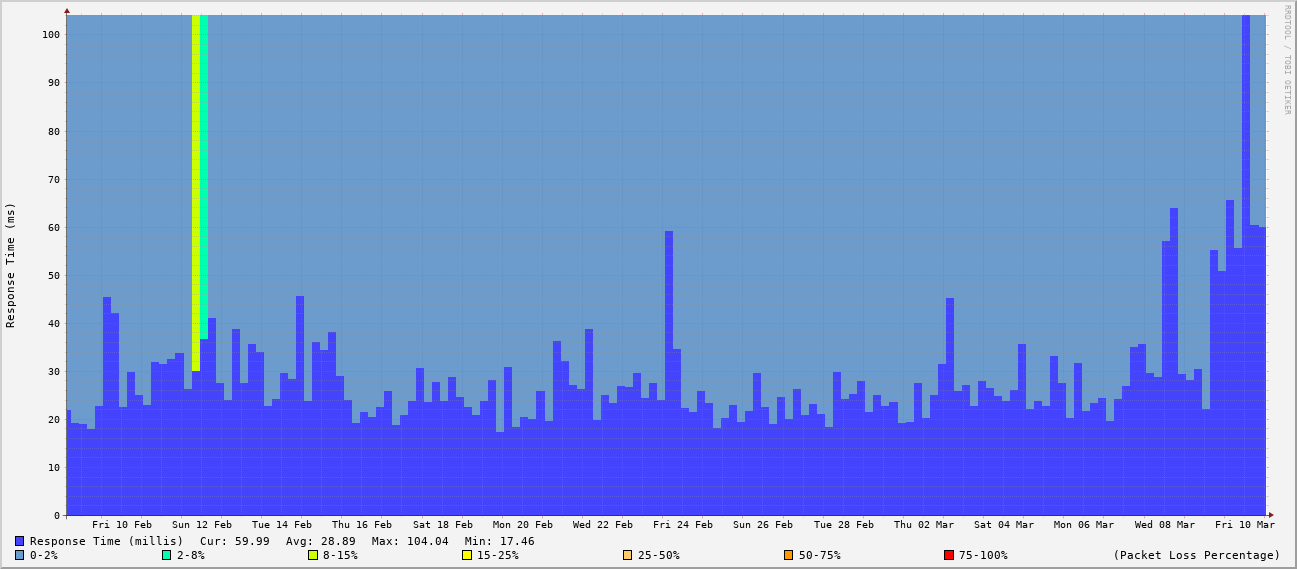 RRDTOOL / TOBI OETIKER
Response Time (ms)
100
90
80
70
60
50
40
30
20
10
0
Fri 10 Feb Sun 12 Feb Tue 14 Feb Thu 16 Feb Sat 18 Feb Mon 20 Feb Wed 22 Feb Fri 24 Feb Sun 26 Feb Tue 28 Feb Thu 02 Mar Sat 04 Mar Mon 06 Mar Wed 08 Mar Fri 10 Mar
Response Time (millis) Cur: 59.99 Avg: 28.89 Max: 104.04 Min: 17.46
0-2% 2-8% 8-15% 15-25% 25-50% 50-75% 75-100% (Packet Loss Percentage)